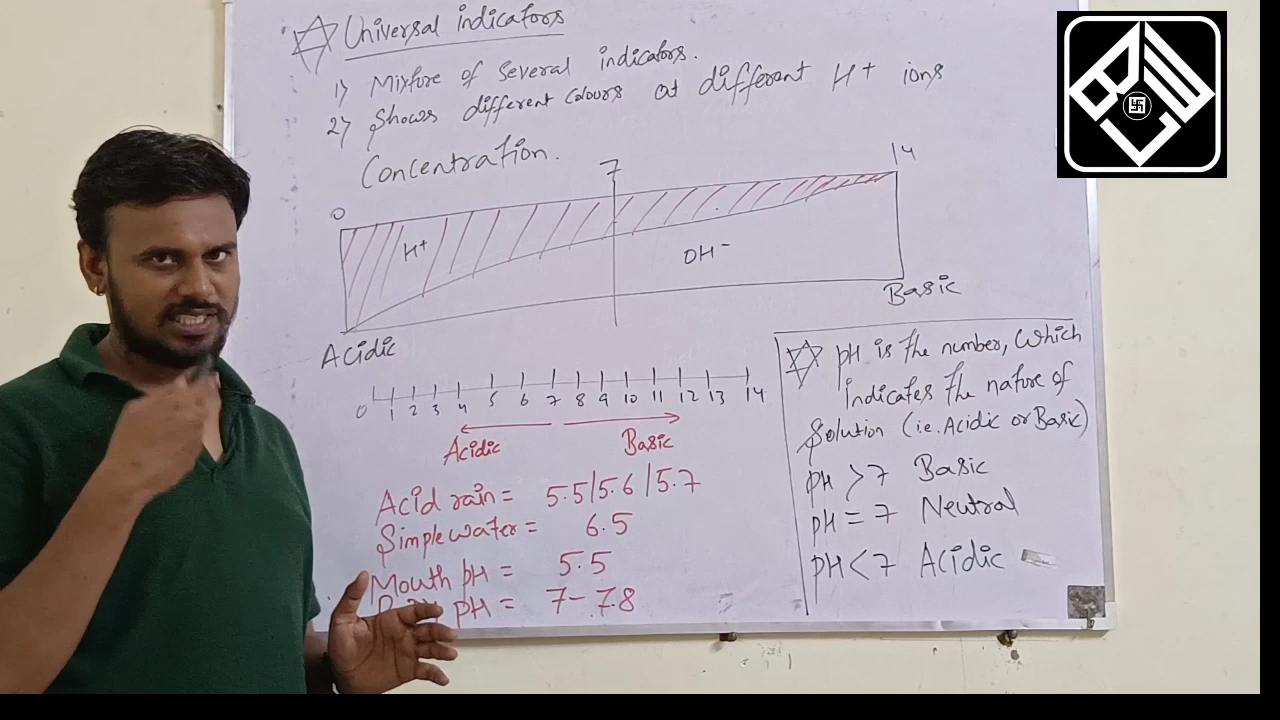 Universal indicators
1) Mixture of several indicators.
2) Shows different colours at different H+ ions
Concentration.
0 7 14
H+ OH-
Acidic Basic
0 1 2 3 4 5 6 7 8 9 10 11 12 13 14
Acidic Basic
Acid rain = 5.5/5.6/5.7
Simple water = 6.5
Mouth pH = 5.5
pH = 7-7.8
pH is the number, which
indicates the nature of
Solution (ie. Acidic or Basic)
pH > 7 Basic
pH = 7 Neutral
pH < 7 Acidic